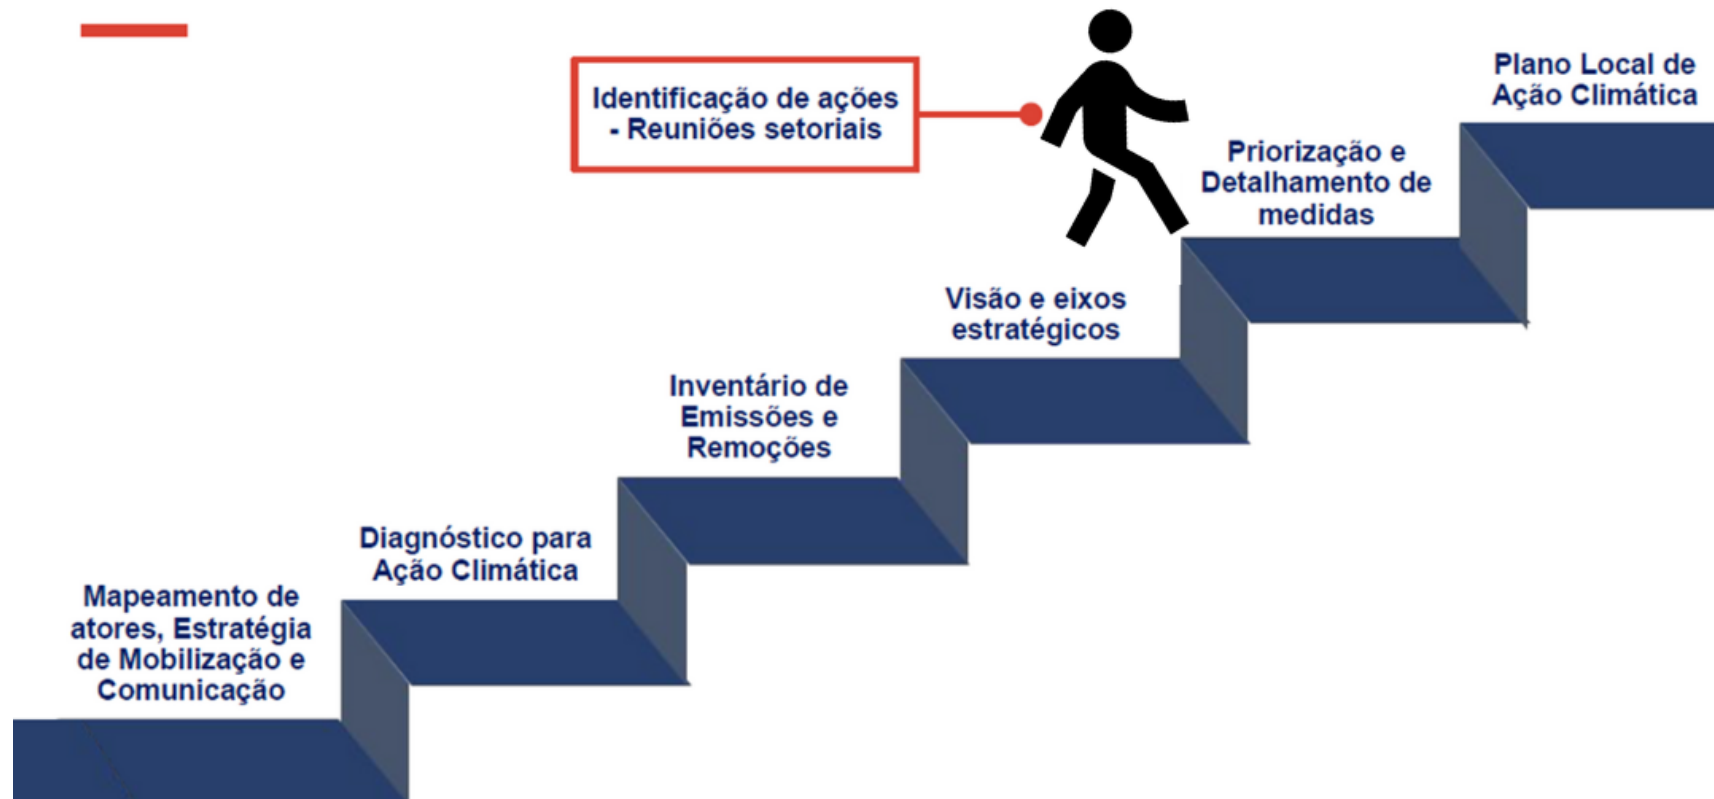 Identificação de ações
- Reuniões setoriais
Plano Local de
Ação Climática
Priorização e
Detalhamento de
medidas
Visão e eixos
estratégicos
Inventário de
Emissões e
Remoções
Diagnóstico para
Ação Climática
Mapeamento de
atores, Estratégia
de Mobilização e
Comunicação